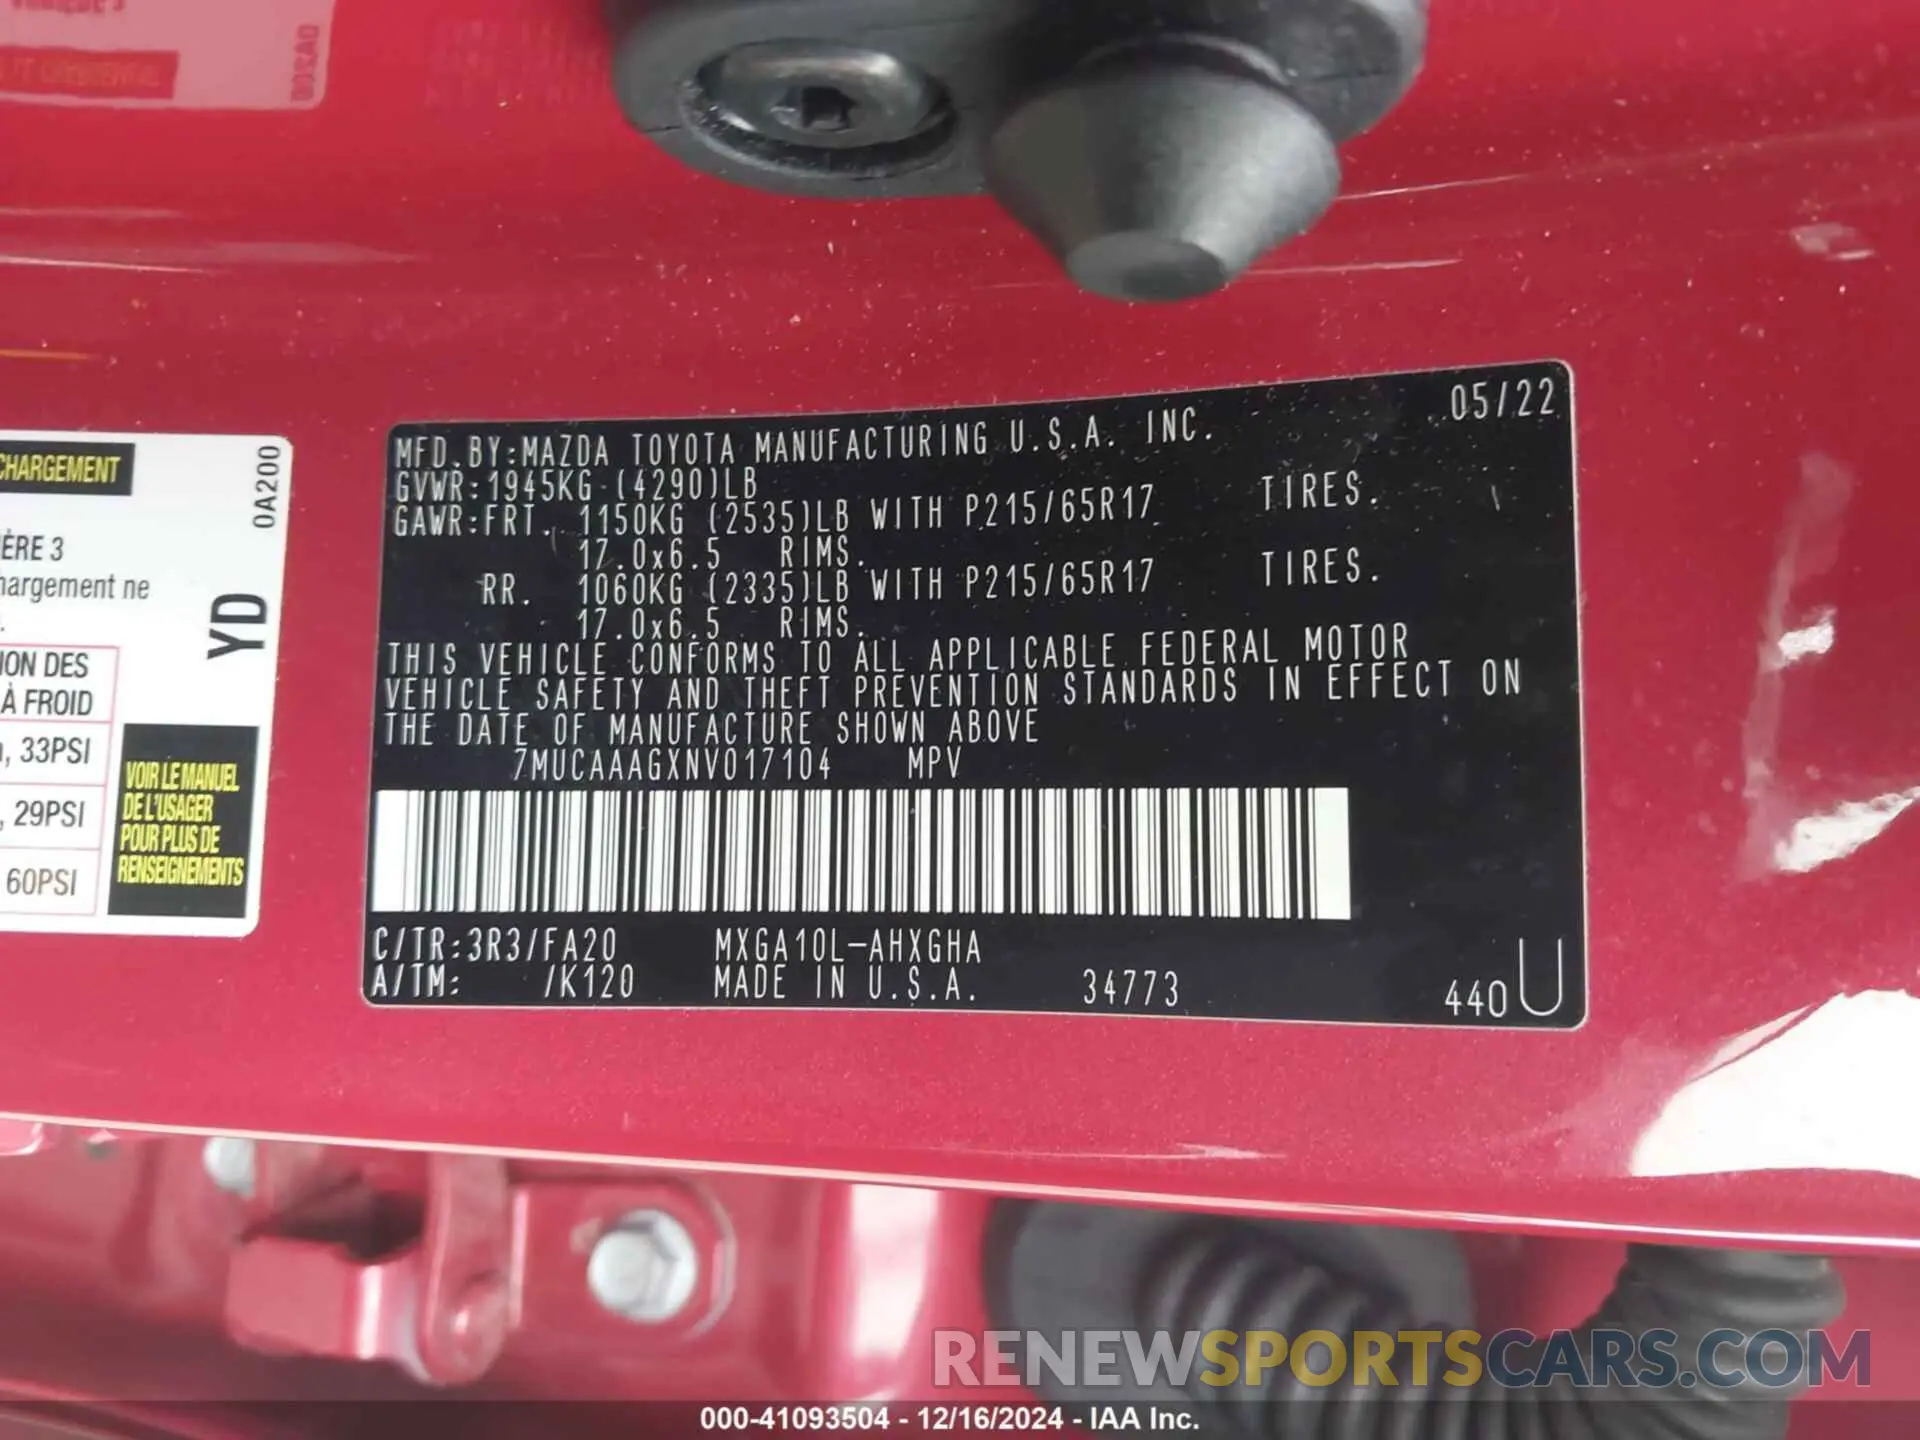 B0RA0
CHARGEMENT
0A200
ÈRE 3
hargement ne
YD
ION DES
À FROID
, 33PSI
, 29PSI
60PSI
VOIR LE MANUEL
DE L'USAGER
POUR PLUS DE
RENSEIGNEMENTS
05/22
MFD.BY:MAZDA TOYOTA MANUFACTURING U.S.A. INC.
GVWR:1945KG (4290)LB
GAWR:FRT. 1150KG (2535)LB WITH P215/65R17 TIRES.
17.0x6.5 RIMS.
RR. 1060KG (2335)LB WITH P215/65R17 TIRES.
17.0x6.5 RIMS.
THIS VEHICLE CONFORMS TO ALL APPLICABLE FEDERAL MOTOR
VEHICLE SAFETY AND THEFT PREVENTION STANDARDS IN EFFECT ON
THE DATE OF MANUFACTURE SHOWN ABOVE
7MUCAAAGXNV017104 MPV
C/TR:3R3/FA20 MXGA10L-AHXGHA
A/TM: /K120 MADE IN U.S.A. 34773 440 U
RENEWSPORTSCARS.COM
000-41093504 - 12/16/2024 - IAA Inc.